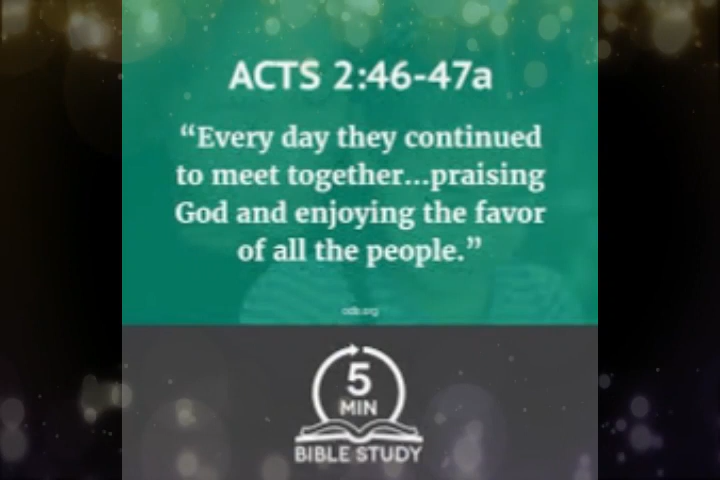 ACTS 2:46-47a
“Every day they continued
to meet together...praising
God and enjoying the favor
of all the people.”
odb.org
5
MIN
BIBLE STUDY